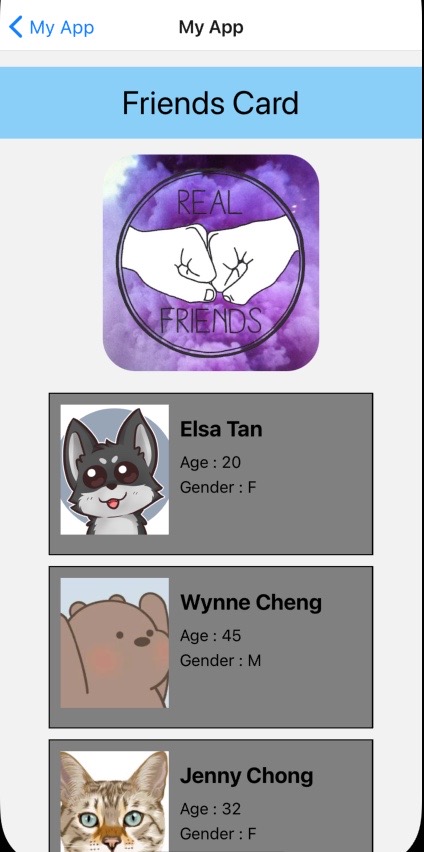 My App
My App
Friends Card
REAL
FRIENDS
Elsa Tan
Age : 20
Gender : F
Wynne Cheng
Age : 45
Gender : M
Jenny Chong
Age : 32
Gender : F